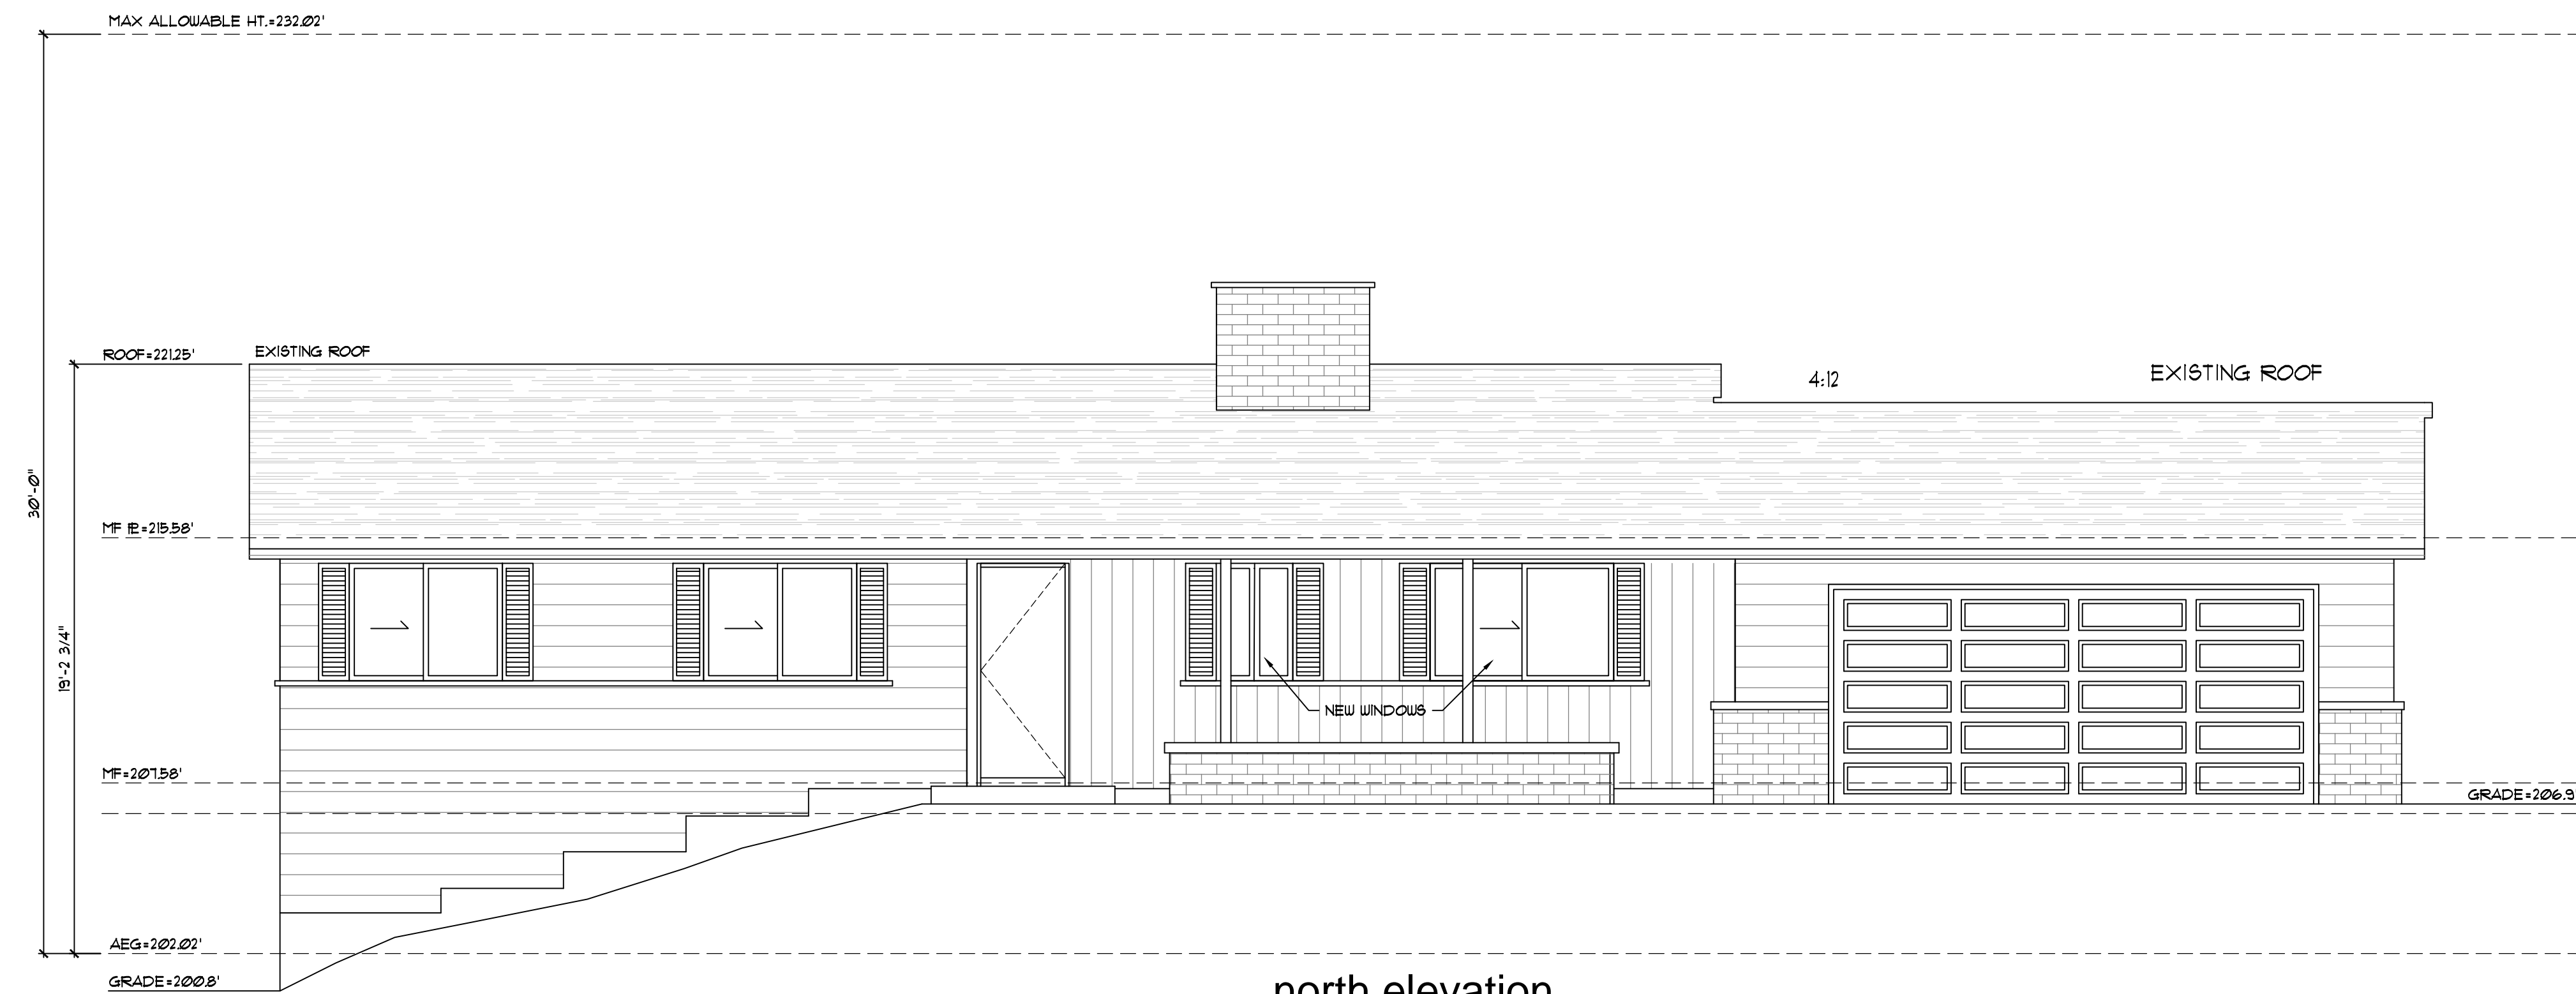 MAX ALLOWABLE HT.=232.02'
ROOF=221.25'
EXISTING ROOF
4:12
EXISTING ROOF
30'-0"
MF PL=215.58'
19'-2 3/4"
NEW WINDOWS
MF=207.58'
GRADE=206.9
AEG=202.02'
GRADE=200.8'
north elevation